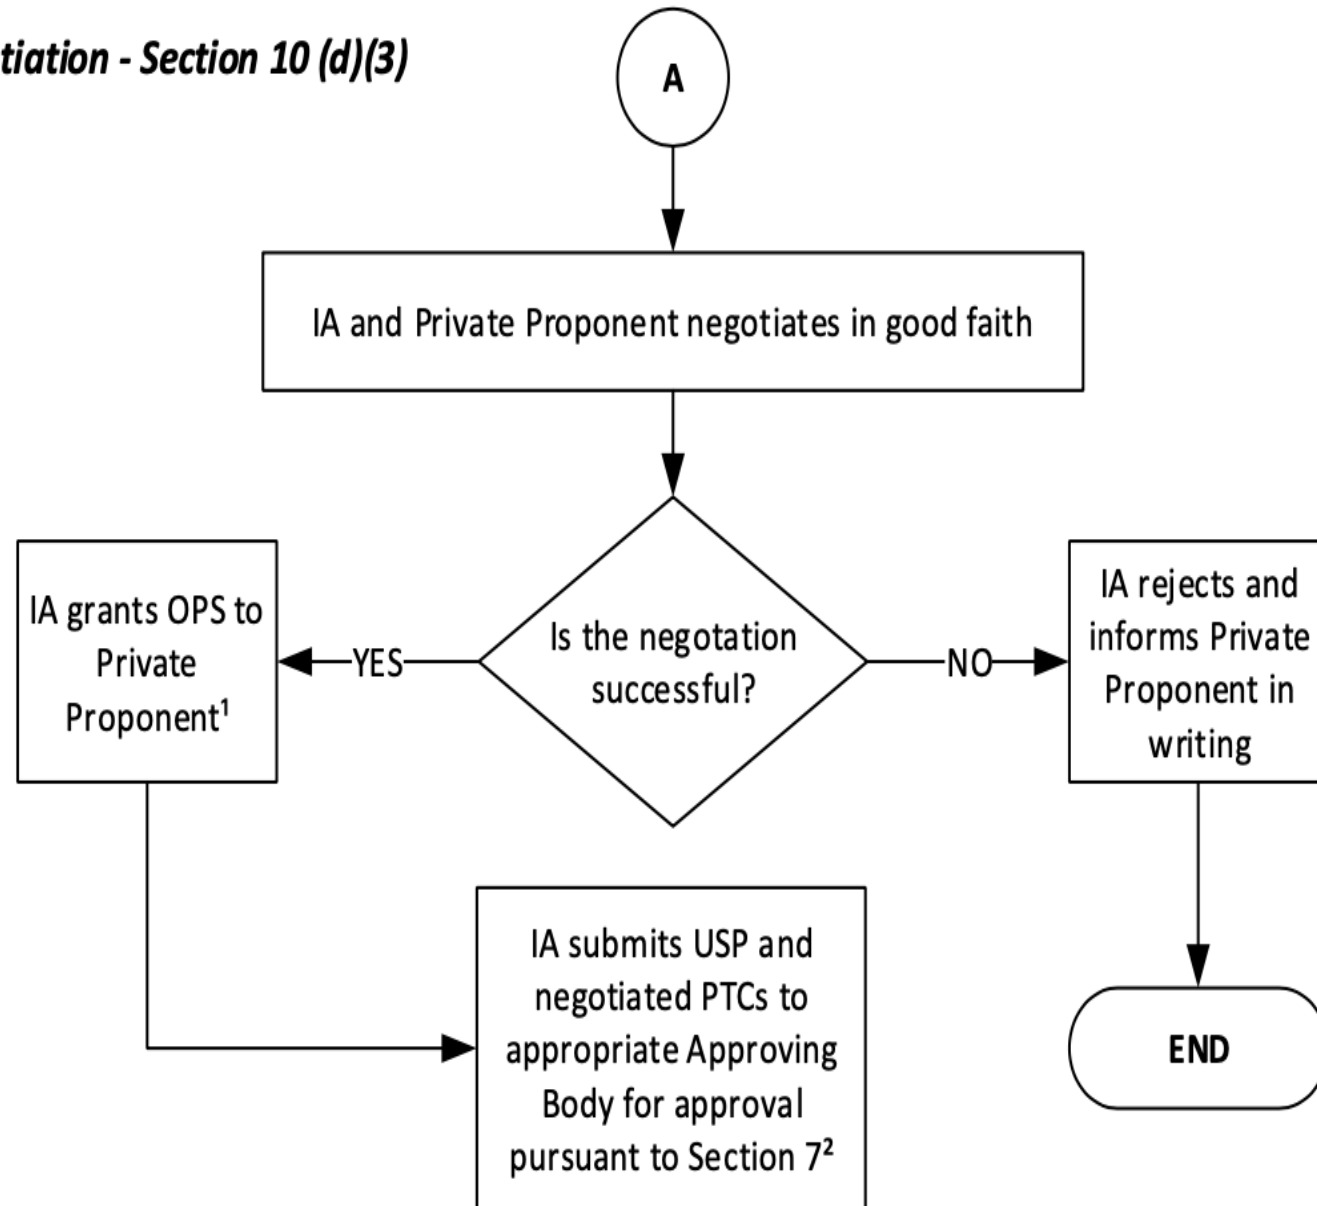 tiation - Section 10 (d)(3)
A
IA and Private Proponent negotiates in good faith
Is the negotation
successful?
YES
NO
IA grants OPS to
Private
Proponent¹
IA rejects and
informs Private
Proponent in
writing
IA submits USP and
negotiated PTCs to
appropriate Approving
Body for approval
pursuant to Section 7²
END